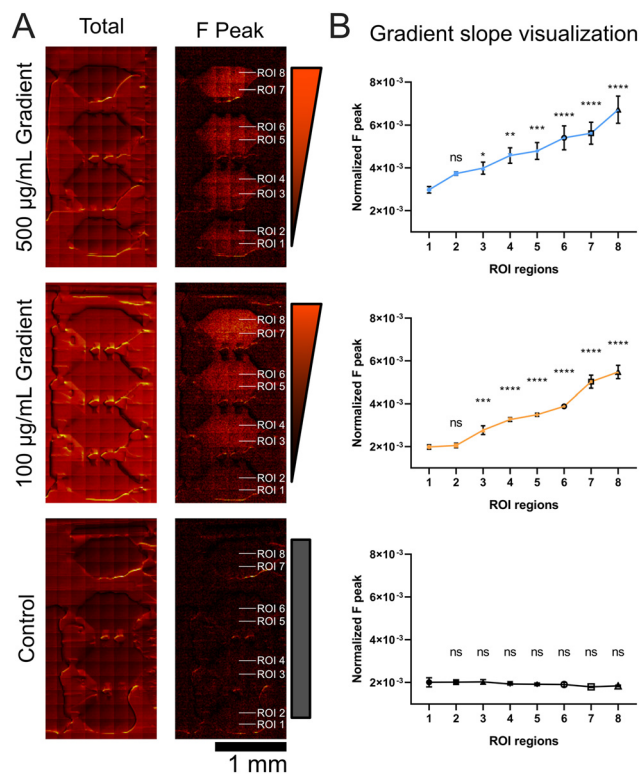 A
Total
F Peak
500 µg/mL Gradient
ROI 8
ROI 7
ROI 6
ROI 5
ROI 4
ROI 3
ROI 2
ROI 1
100 µg/mL Gradient
ROI 8
ROI 7
ROI 6
ROI 5
ROI 4
ROI 3
ROI 2
ROI 1
Control
ROI 8
ROI 7
ROI 6
ROI 5
ROI 4
ROI 3
ROI 2
ROI 1
1 mm
B
Gradient slope visualization
Normalized F peak
8×10⁻³
6×10⁻³
4×10⁻³
2×10⁻³
ns * ** *** **** **** ****
1 2 3 4 5 6 7 8
ROI regions
Normalized F peak
8×10⁻³
6×10⁻³
4×10⁻³
2×10⁻³
ns *** **** **** **** **** ****
1 2 3 4 5 6 7 8
ROI regions
Normalized F peak
8×10⁻³
6×10⁻³
4×10⁻³
2×10⁻³
ns ns ns ns ns ns ns
1 2 3 4 5 6 7 8
ROI regions